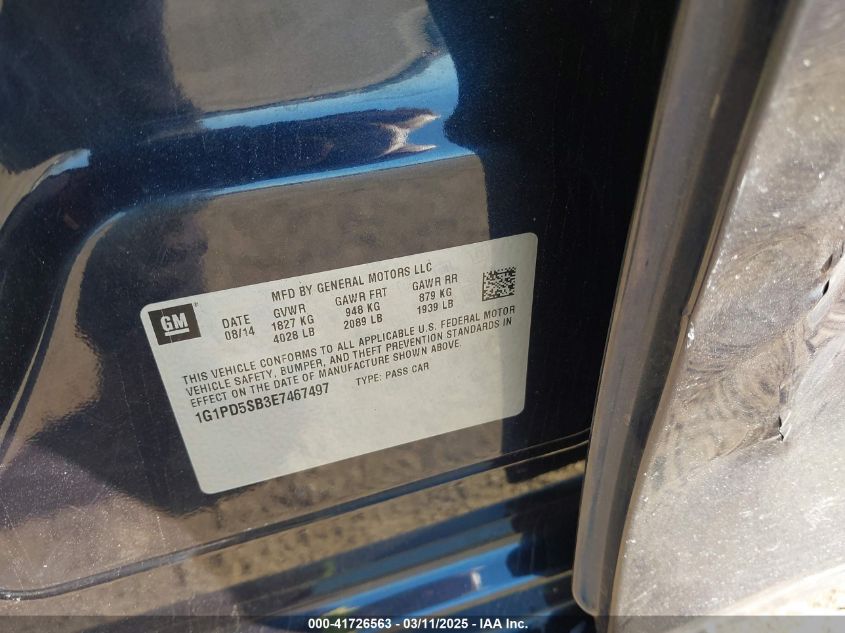 MFD BY GENERAL MOTORS LLC
GM ®
DATE GVWR GAWR FRT GAWR RR
08/14 1827 KG 948 KG 879 KG
4028 LB 2089 LB 1939 LB
THIS VEHICLE CONFORMS TO ALL APPLICABLE U.S. FEDERAL MOTOR
VEHICLE SAFETY, BUMPER, AND THEFT PREVENTION STANDARDS IN
EFFECT ON THE DATE OF MANUFACTURE SHOWN ABOVE.
1G1PD5SB3E7467497 TYPE: PASS CAR
000-41726563 — 03/11/2025 — IAA Inc.